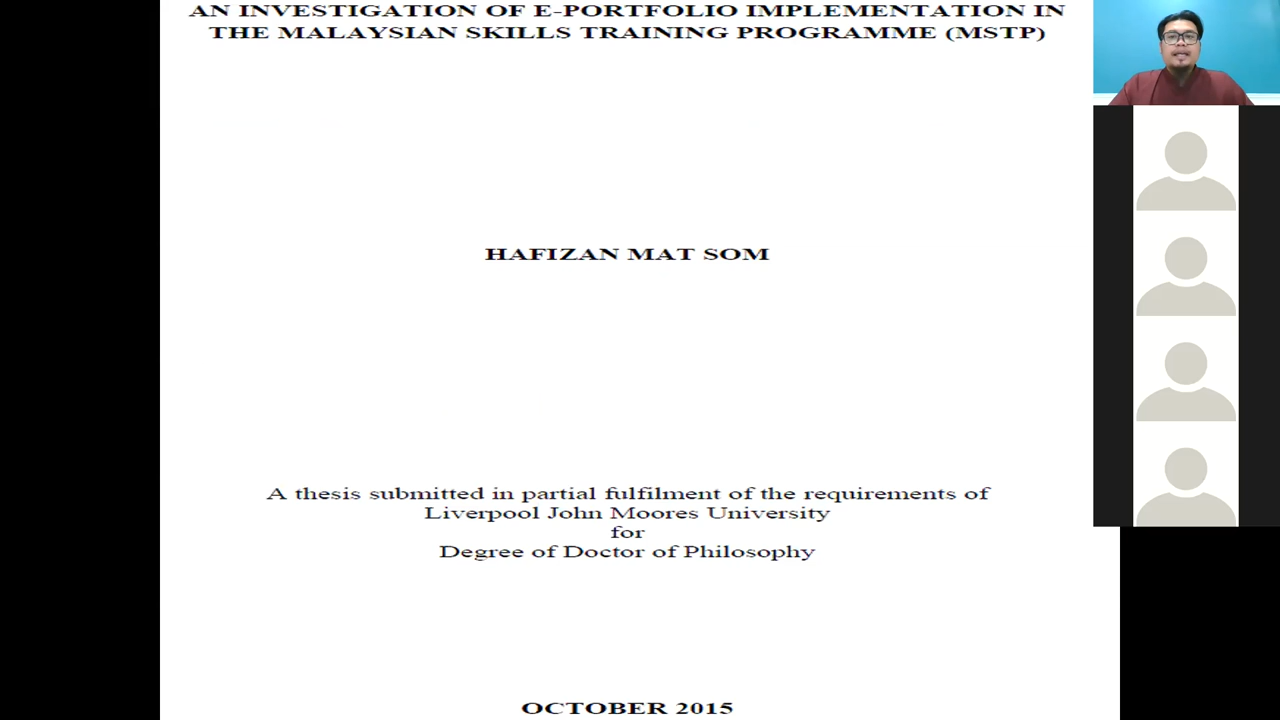 AN INVESTIGATION OF E-PORTFOLIO IMPLEMENTATION IN
THE MALAYSIAN SKILLS TRAINING PROGRAMME (MSTP)
HAFIZAN MAT SOM
A thesis submitted in partial fulfilment of the requirements of
Liverpool John Moores University
for
Degree of Doctor of Philosophy
OCTOBER 2015